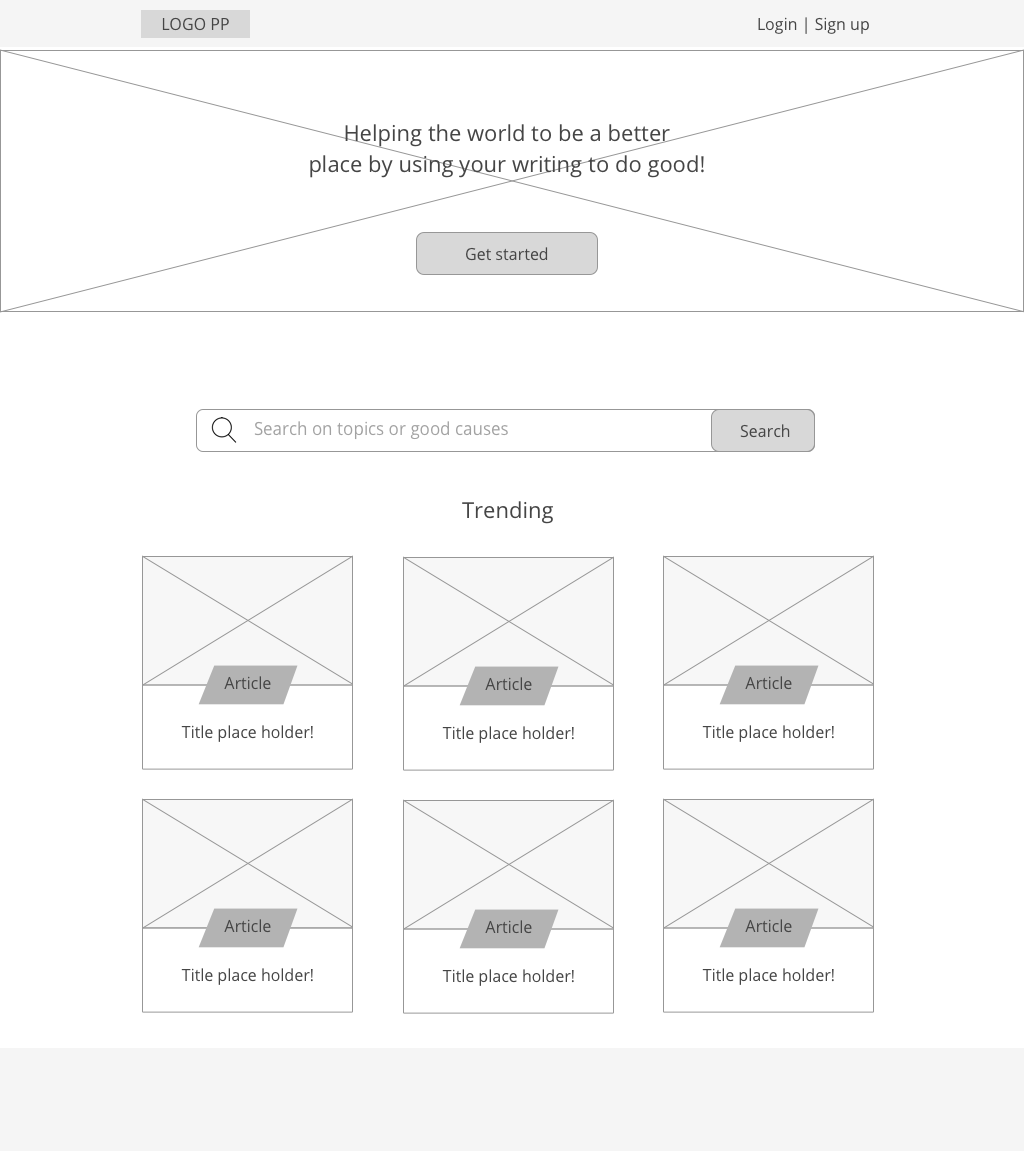 LOGO PP
Login | Sign up
Helping the world to be a better
place by using your writing to do good!
Get started
Search on topics or good causes
Search
Trending
Article
Article
Article
Title place holder!
Title place holder!
Title place holder!
Article
Article
Article
Title place holder!
Title place holder!
Title place holder!